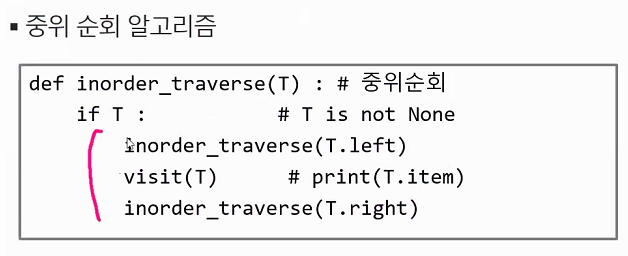 ▪ 중위 순회 알고리즘
def inorder_traverse(T) : # 중위순회
if T : # T is not None
inorder_traverse(T.left)
visit(T) # print(T.item)
inorder_traverse(T.right)